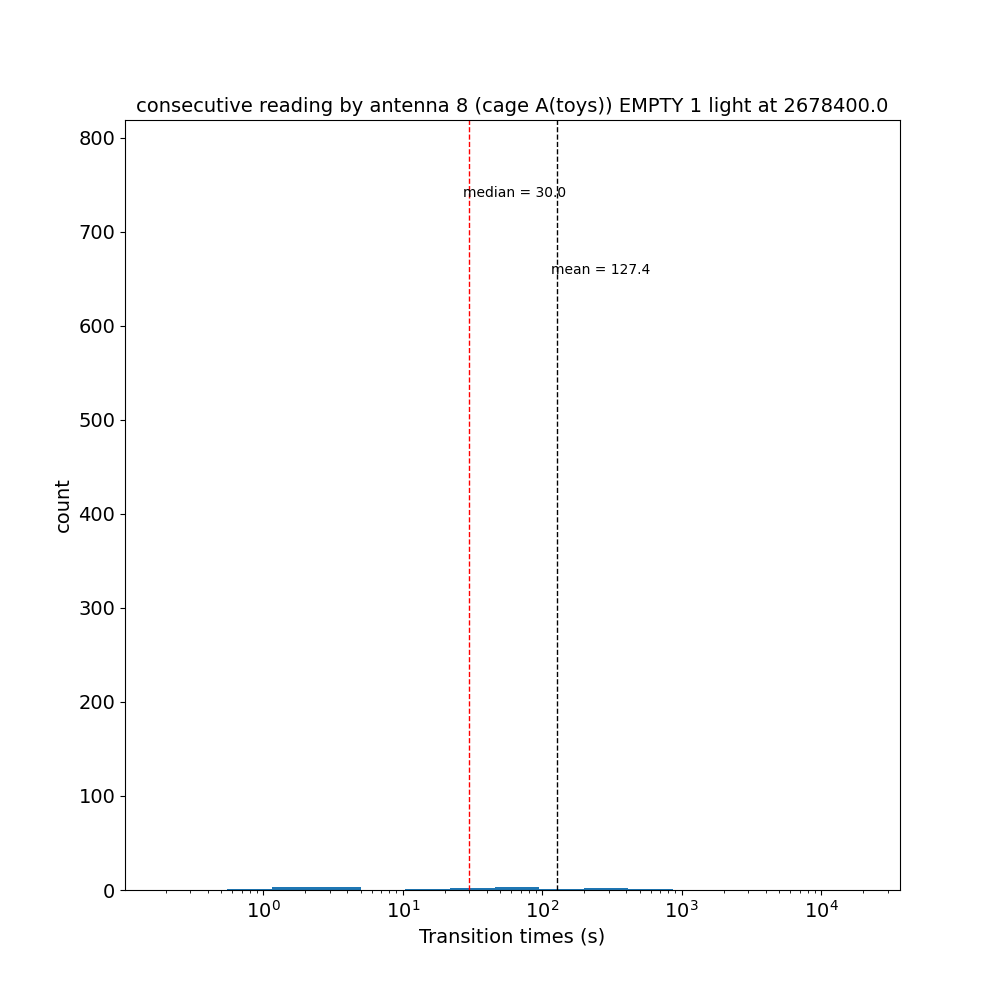 consecutive reading by antenna 8 (cage A(toys)) EMPTY 1 light at 2678400.0
800
median = 30.0
700
mean = 127.4
600
500
count
400
300
200
100
0
10⁰ 10¹ 10² 10³ 10⁴
Transition times (s)